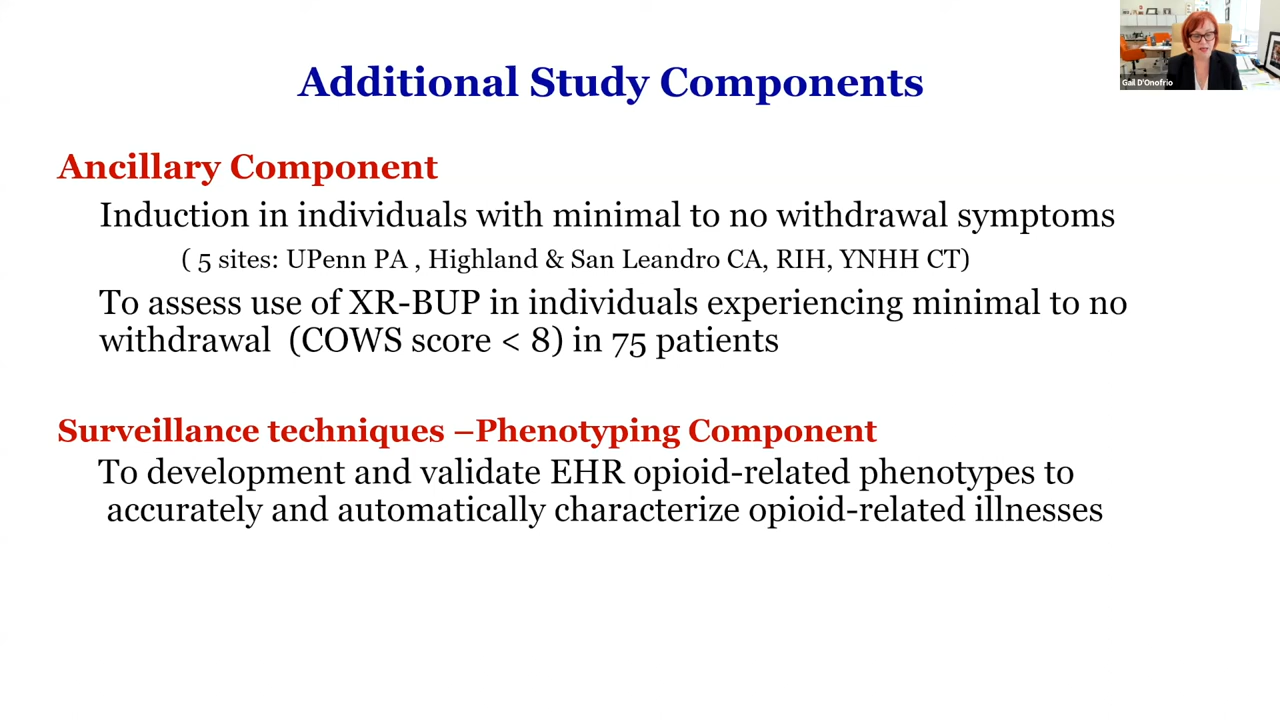 Additional Study Components
Gail D'Onofrio
Ancillary Component
Induction in individuals with minimal to no withdrawal symptoms
( 5 sites: UPenn PA , Highland & San Leandro CA, RIH, YNHH CT)
To assess use of XR-BUP in individuals experiencing minimal to no
withdrawal (COWS score < 8) in 75 patients
Surveillance techniques –Phenotyping Component
To development and validate EHR opioid-related phenotypes to
accurately and automatically characterize opioid-related illnesses